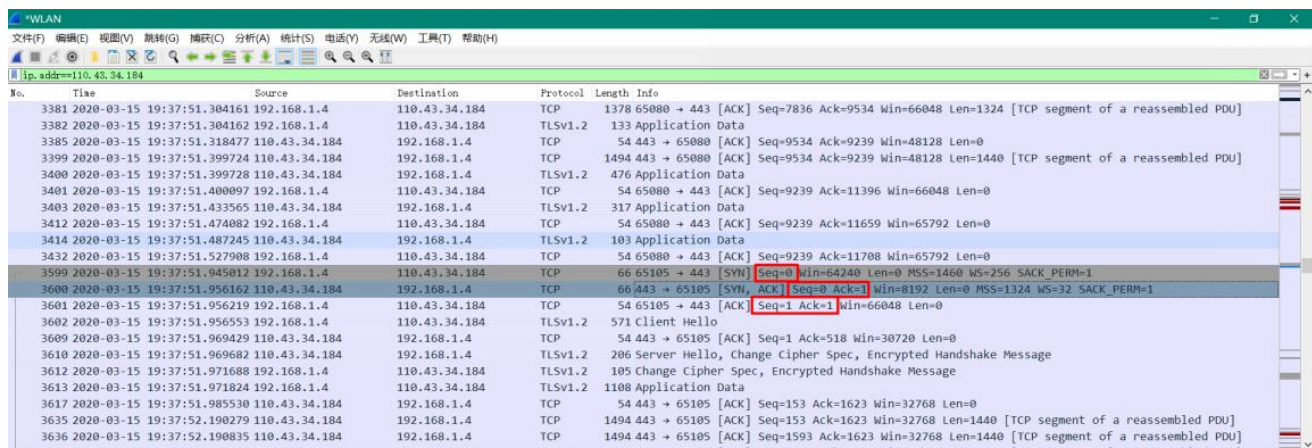 *WLAN
文件(F) 编辑(E) 视图(V) 跳转(G) 捕获(C) 分析(A) 统计(S) 电话(Y) 无线(W) 工具(T) 帮助(H)
ip.addr==110.43.34.184
No. Time Source Destination Protocol Length Info
3381 2020-03-15 19:37:51.304161 192.168.1.4 110.43.34.184 TCP 1378 65080 → 443 [ACK] Seq=7836 Ack=9534 Win=66048 Len=1324 [TCP segment of a reassembled PDU]
3382 2020-03-15 19:37:51.304162 192.168.1.4 110.43.34.184 TLSv1.2 133 Application Data
3385 2020-03-15 19:37:51.318477 110.43.34.184 192.168.1.4 TCP 54 443 → 65080 [ACK] Seq=9534 Ack=9239 Win=48128 Len=0
3399 2020-03-15 19:37:51.399724 110.43.34.184 192.168.1.4 TCP 1494 443 → 65080 [ACK] Seq=9534 Ack=9239 Win=48128 Len=1440 [TCP segment of a reassembled PDU]
3400 2020-03-15 19:37:51.399728 110.43.34.184 192.168.1.4 TLSv1.2 476 Application Data
3401 2020-03-15 19:37:51.400097 192.168.1.4 110.43.34.184 TCP 54 65080 → 443 [ACK] Seq=9239 Ack=11396 Win=66048 Len=0
3403 2020-03-15 19:37:51.433565 110.43.34.184 192.168.1.4 TLSv1.2 317 Application Data
3412 2020-03-15 19:37:51.474082 192.168.1.4 110.43.34.184 TCP 54 65080 → 443 [ACK] Seq=9239 Ack=11659 Win=65792 Len=0
3414 2020-03-15 19:37:51.487245 110.43.34.184 192.168.1.4 TLSv1.2 103 Application Data
3432 2020-03-15 19:37:51.527908 192.168.1.4 110.43.34.184 TCP 54 65080 → 443 [ACK] Seq=9239 Ack=11708 Win=65792 Len=0
3599 2020-03-15 19:37:51.945012 192.168.1.4 110.43.34.184 TCP 66 65105 → 443 [SYN] Seq=0 Win=64240 Len=0 MSS=1460 WS=256 SACK_PERM=1
3600 2020-03-15 19:37:51.956162 110.43.34.184 192.168.1.4 TCP 66 443 → 65105 [SYN, ACK] Seq=0 Ack=1 Win=8192 Len=0 MSS=1324 WS=32 SACK_PERM=1
3601 2020-03-15 19:37:51.956219 192.168.1.4 110.43.34.184 TCP 54 65105 → 443 [ACK] Seq=1 Ack=1 Win=66048 Len=0
3602 2020-03-15 19:37:51.956553 192.168.1.4 110.43.34.184 TLSv1.2 571 Client Hello
3609 2020-03-15 19:37:51.969429 110.43.34.184 192.168.1.4 TCP 54 443 → 65105 [ACK] Seq=1 Ack=518 Win=30720 Len=0
3610 2020-03-15 19:37:51.969682 110.43.34.184 192.168.1.4 TLSv1.2 206 Server Hello, Change Cipher Spec, Encrypted Handshake Message
3612 2020-03-15 19:37:51.971688 192.168.1.4 110.43.34.184 TLSv1.2 105 Change Cipher Spec, Encrypted Handshake Message
3613 2020-03-15 19:37:51.971824 192.168.1.4 110.43.34.184 TLSv1.2 1108 Application Data
3617 2020-03-15 19:37:51.985530 110.43.34.184 192.168.1.4 TCP 54 443 → 65105 [ACK] Seq=153 Ack=1623 Win=32768 Len=0
3635 2020-03-15 19:37:52.190279 110.43.34.184 192.168.1.4 TCP 1494 443 → 65105 [ACK] Seq=153 Ack=1623 Win=32768 Len=1440 [TCP segment of a reassembled PDU]
3636 2020-03-15 19:37:52.190835 110.43.34.184 192.168.1.4 TCP 1494 443 → 65105 [ACK] Seq=1593 Ack=1623 Win=32768 Len=1440 [TCP segment of a reassembled PDU]